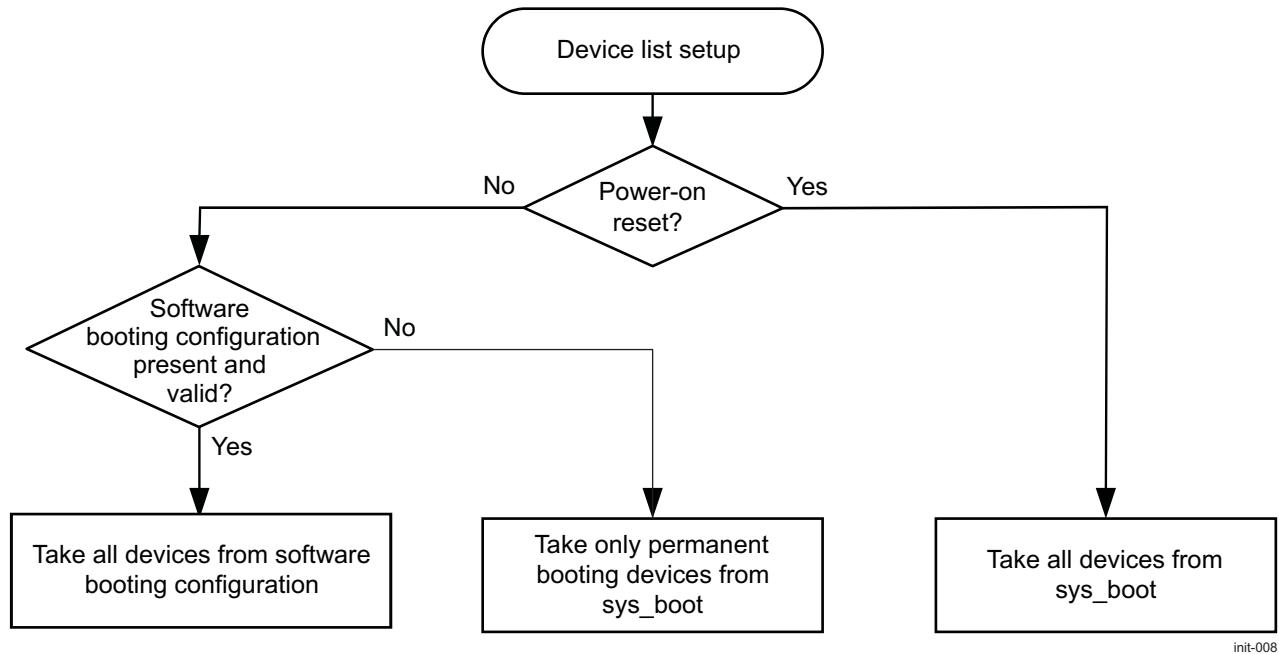 Device list setup
No
Power-on
reset?
Yes
Software
booting configuration
present and
valid?
No
Yes
Take all devices from software
booting configuration
Take only permanent
booting devices from
sys_boot
Take all devices from
sys_boot
init-008